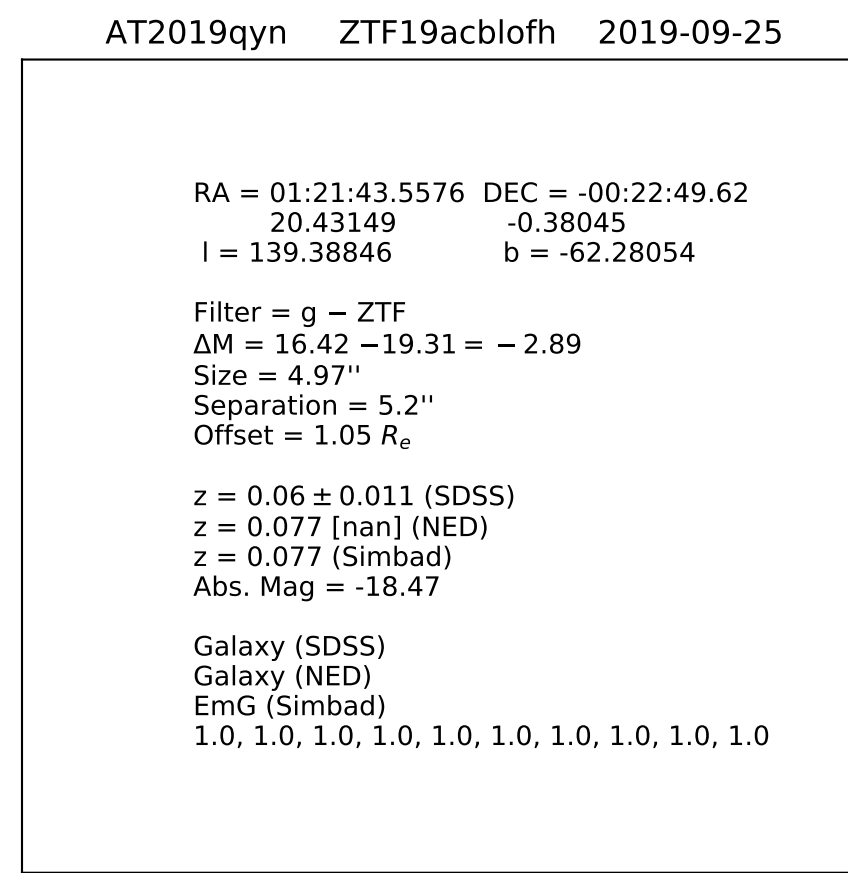 AT2019qyn ZTF19acblofh 2019-09-25
RA = 01:21:43.5576 DEC = -00:22:49.62
20.43149 -0.38045
l = 139.38846 b = -62.28054
Filter = g − ZTF
ΔM = 16.42 −19.31 = − 2.89
Size = 4.97''
Separation = 5.2''
Offset = 1.05 Re
z = 0.06 ± 0.011 (SDSS)
z = 0.077 [nan] (NED)
z = 0.077 (Simbad)
Abs. Mag = -18.47
Galaxy (SDSS)
Galaxy (NED)
EmG (Simbad)
1.0, 1.0, 1.0, 1.0, 1.0, 1.0, 1.0, 1.0, 1.0, 1.0